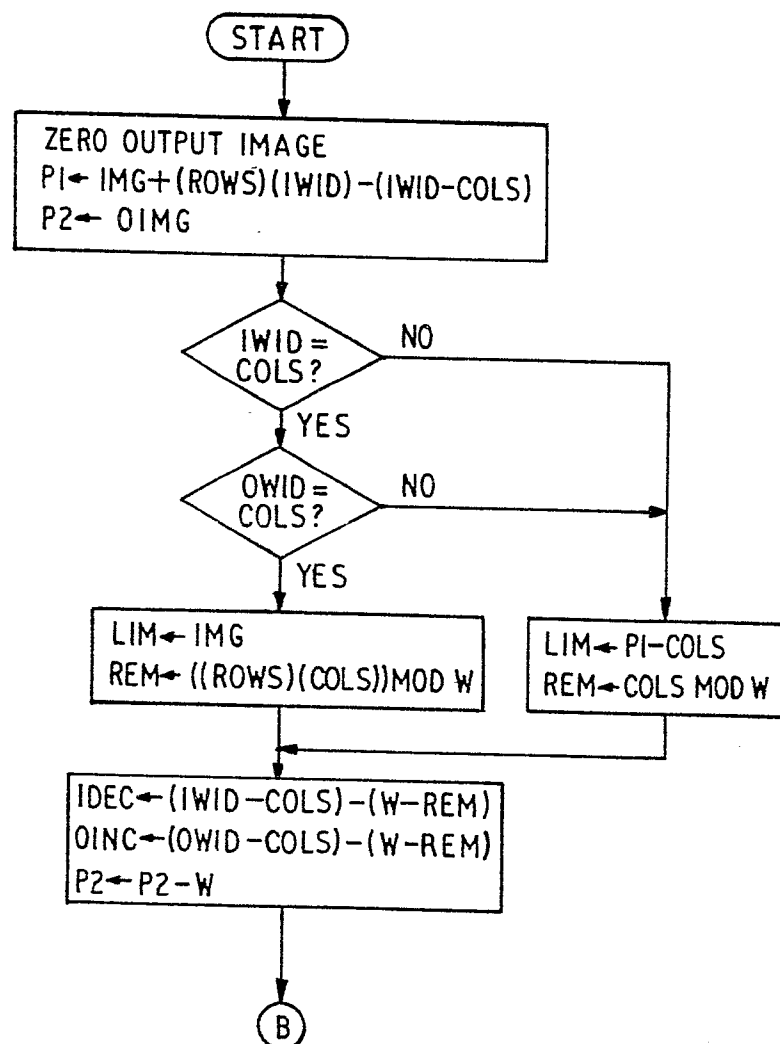 START
ZERO OUTPUT IMAGE
P1← IMG+(ROWS)(IWID)-(IWID-COLS)
P2← OIMG
IWID=
COLS?
NO
YES
OWID=
COLS?
NO
YES
LIM← IMG
REM← ((ROWS)(COLS))MOD W
LIM← P1-COLS
REM← COLS MOD W
IDEC←(IWID-COLS)-(W-REM)
OINC←(OWID-COLS)-(W-REM)
P2← P2-W
B